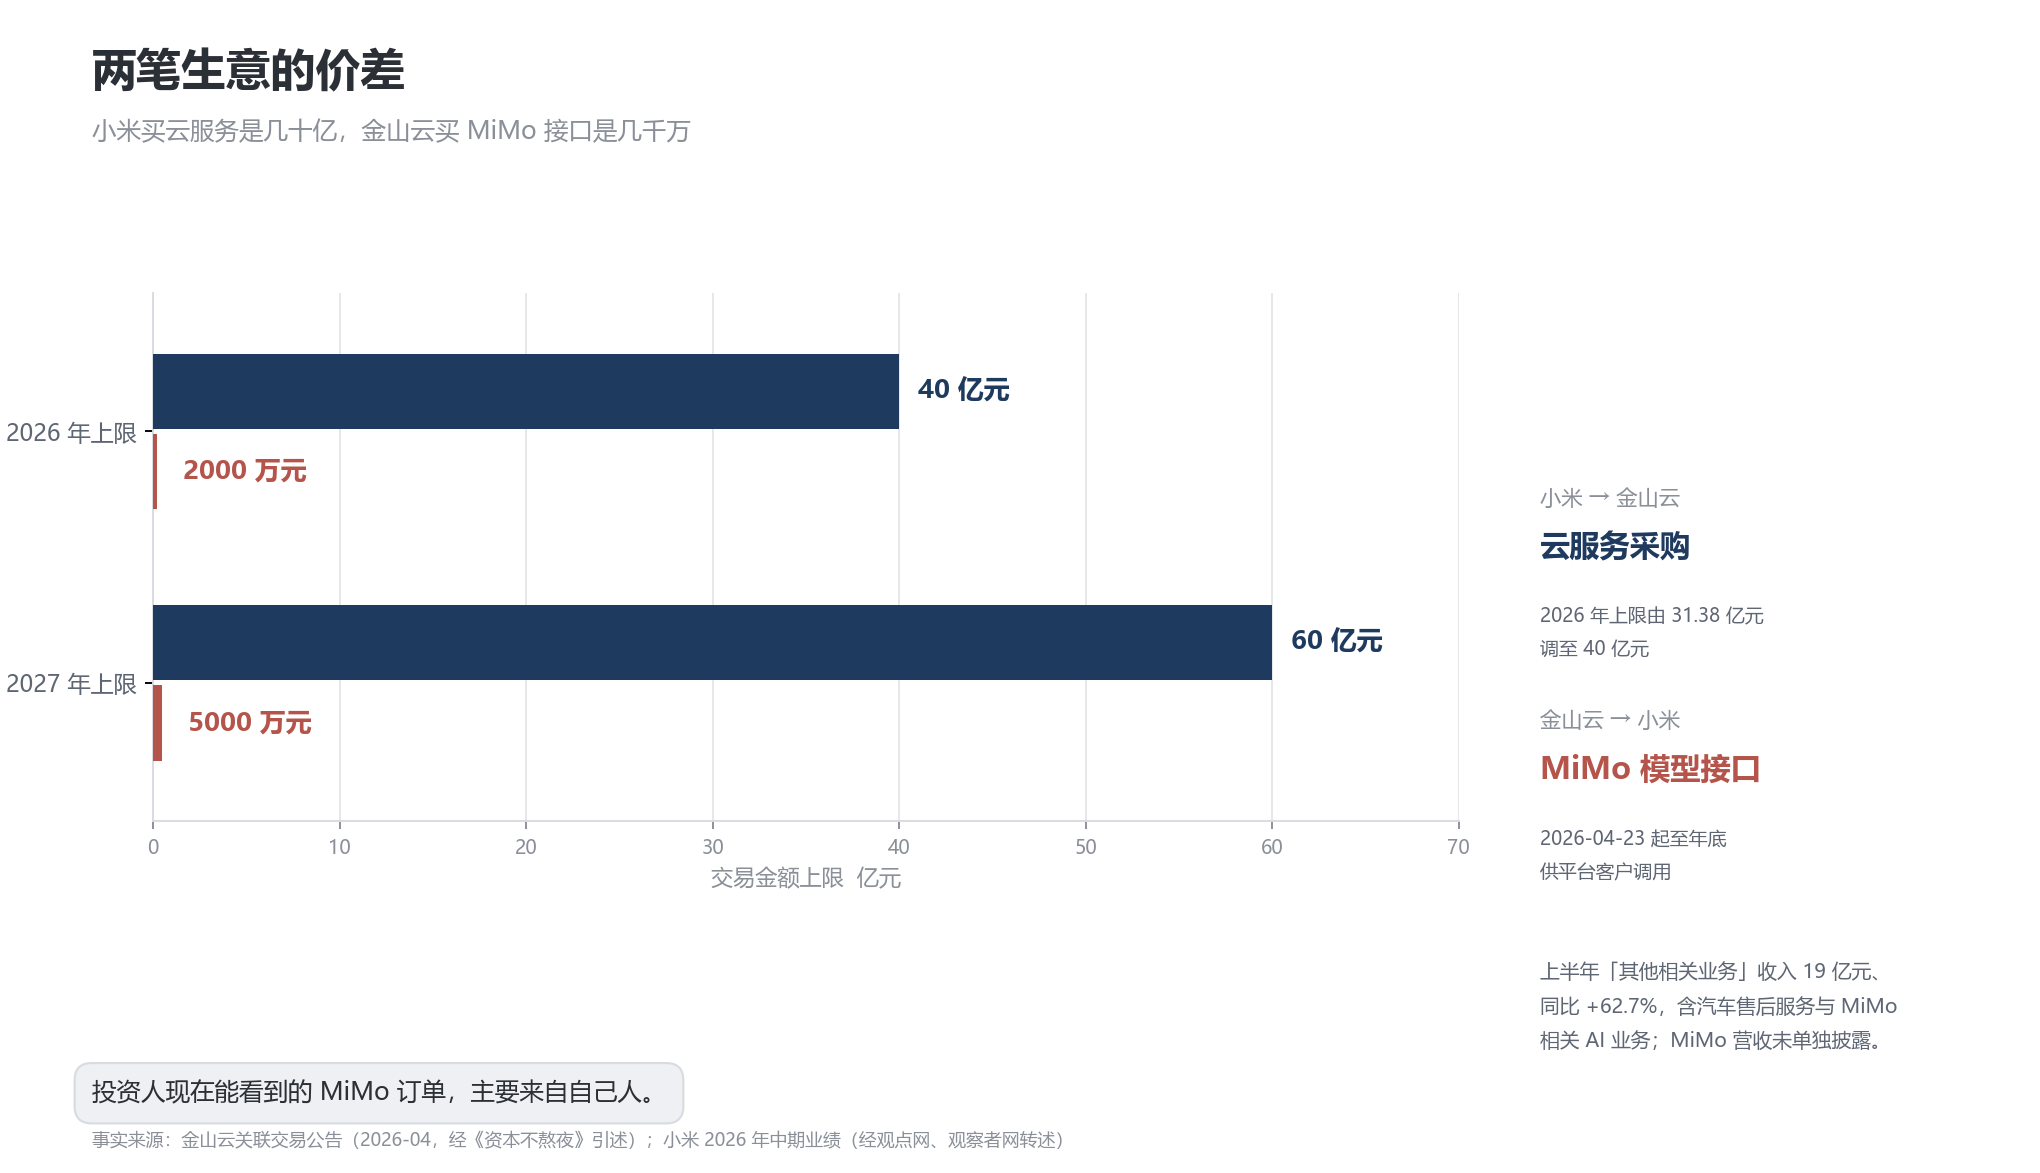 两笔生意的价差
小米买云服务是几十亿，金山云买 MiMo 接口是几千万
2026 年上限
40 亿元
2000 万元
2027 年上限
60 亿元
5000 万元
0 10 20 30 40 50 60 70
交易金额上限 亿元
小米 → 金山云
云服务采购
2026 年上限由 31.38 亿元
调至 40 亿元
金山云 → 小米
MiMo 模型接口
2026-04-23 起至年底
供平台客户调用
上半年「其他相关业务」收入 19 亿元、
同比 +62.7%，含汽车售后服务与 MiMo
相关 AI 业务；MiMo 营收未单独披露。
投资人现在能看到的 MiMo 订单，主要来自自己人。
事实来源：金山云关联交易公告（2026-04，经《资本不熬夜》引述）；小米 2026 年中期业绩（经观点网、观察者网转述）